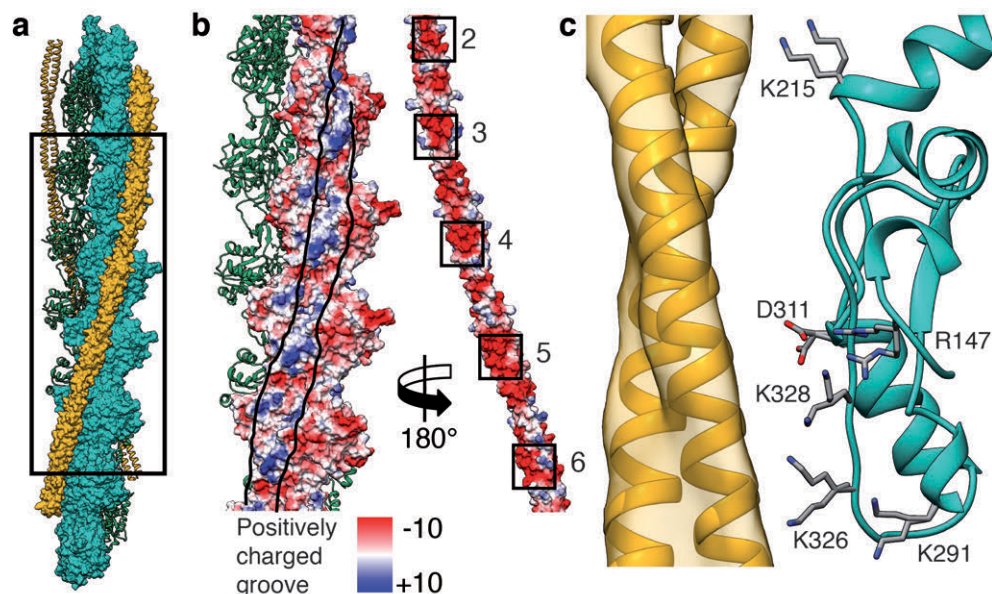 a
b
2
3
4
5
6
180°
Positively
charged
groove
-10
+10
c
K215
D311
R147
K328
K326
K291